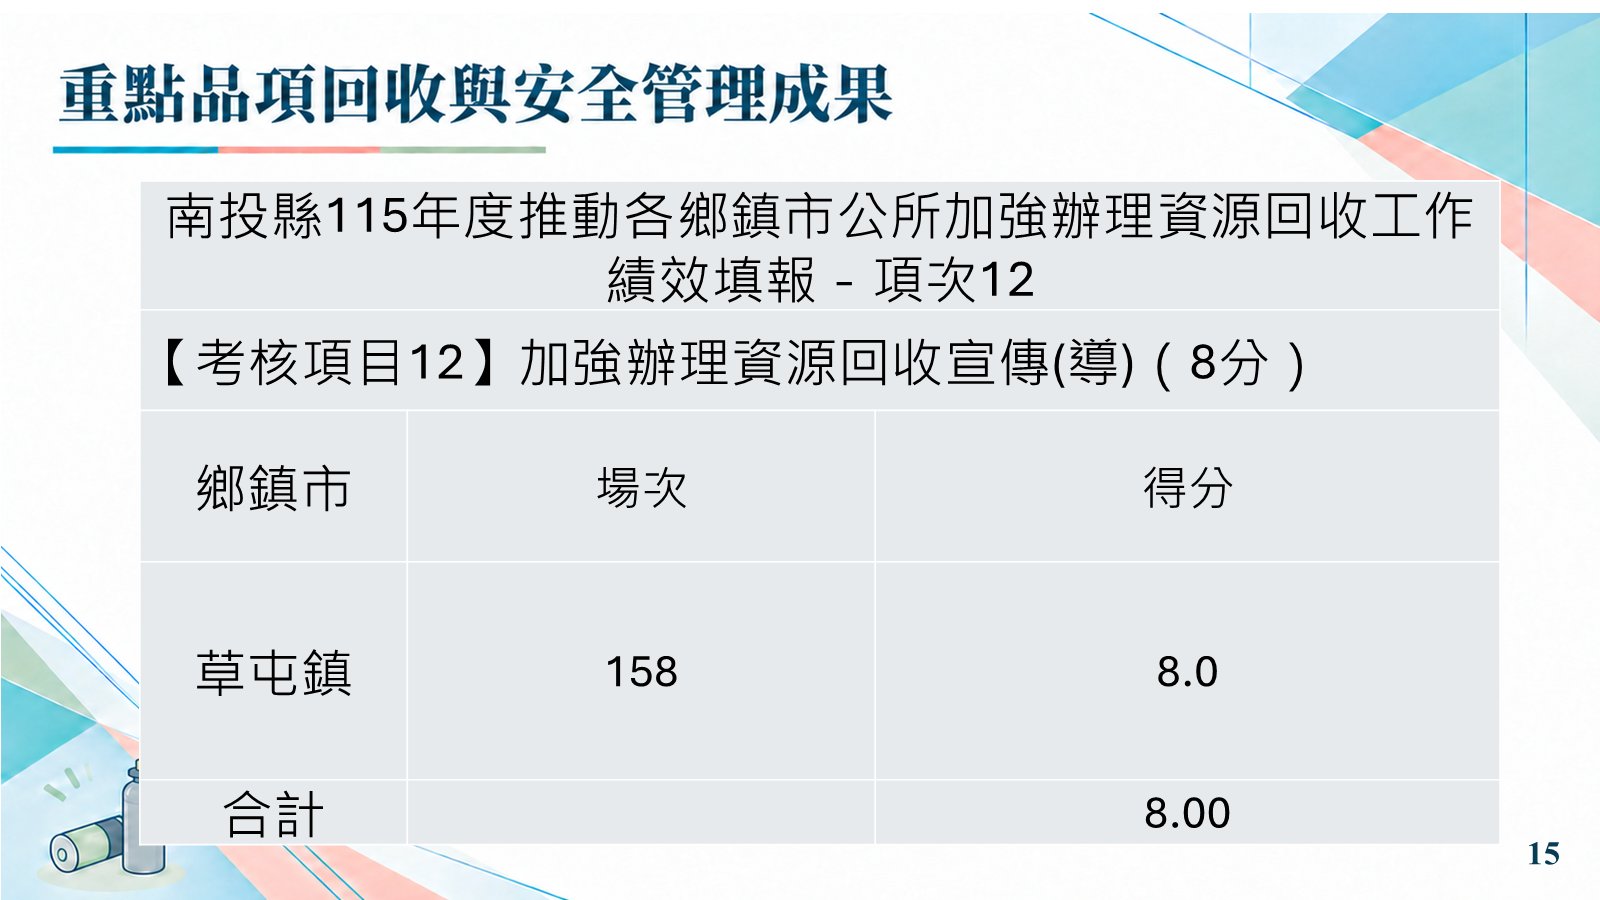 重點品項回收與安全管理成果
南投縣115年度推動各鄉鎮市公所加強辦理資源回收工作
績效填報 - 項次12
【考核項目12】加強辦理資源回收宣傳(導)（8分）
鄉鎮市 場次 得分
草屯鎮 158 8.0
合計 8.00
15